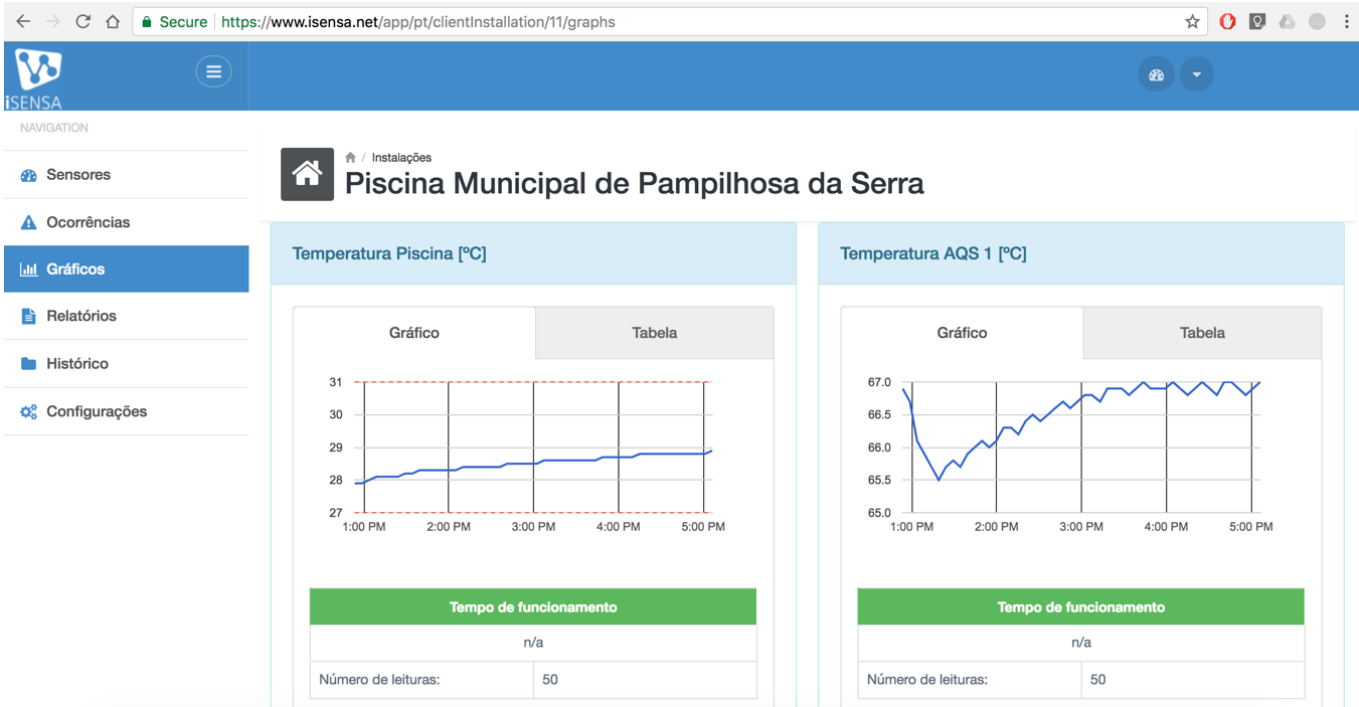 Secure https://www.isensa.net/app/pt/clientInstallation/11/graphs
iSENSA
NAVIGATION
Sensores
Ocorrências
Gráficos
Relatórios
Histórico
Configurações
/ Instalações
Piscina Municipal de Pampilhosa da Serra
Temperatura Piscina [ºC]
Gráfico Tabela
31
30
29
28
27
1:00 PM 2:00 PM 3:00 PM 4:00 PM 5:00 PM
Tempo de funcionamento
n/a
Número de leituras: 50
Temperatura AQS 1 [ºC]
Gráfico Tabela
67.0
66.5
66.0
65.5
65.0
1:00 PM 2:00 PM 3:00 PM 4:00 PM 5:00 PM
Tempo de funcionamento
n/a
Número de leituras: 50